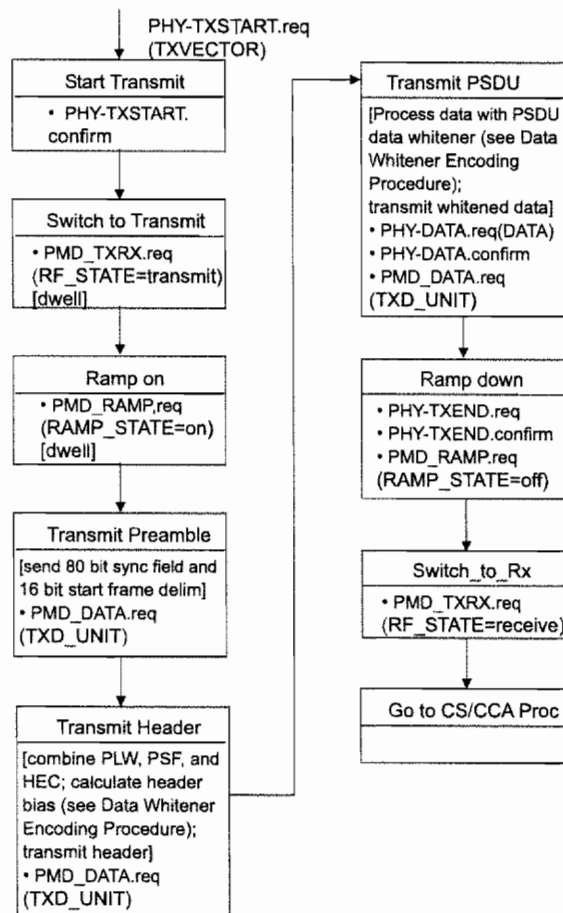 PHY-TXSTART.req
(TXVECTOR)
Start Transmit
• PHY-TXSTART.
confirm
Switch to Transmit
• PMD_TXRX.req
(RF_STATE=transmit)
[dwell]
Ramp on
• PMD_RAMP,req
(RAMP_STATE=on)
[dwell]
Transmit Preamble
[send 80 bit sync field and
16 bit start frame delim]
• PMD_DATA.req
(TXD_UNIT)
Transmit Header
[combine PLW, PSF, and
HEC; calculate header
bias (see Data Whitener
Encoding Procedure);
transmit header]
• PMD_DATA.req
(TXD_UNIT)
Transmit PSDU
[Process data with PSDU
data whitener (see Data
Whitener Encoding
Procedure);
transmit whitened data]
• PHY-DATA.req(DATA)
• PHY-DATA.confirm
• PMD_DATA.req
(TXD_UNIT)
Ramp down
• PHY-TXEND.req
• PHY-TXEND.confirm
• PMD_RAMP.req
(RAMP_STATE=off)
Switch_to_Rx
• PMD_TXRX.req
(RF_STATE=receive)
Go to CS/CCA Proc